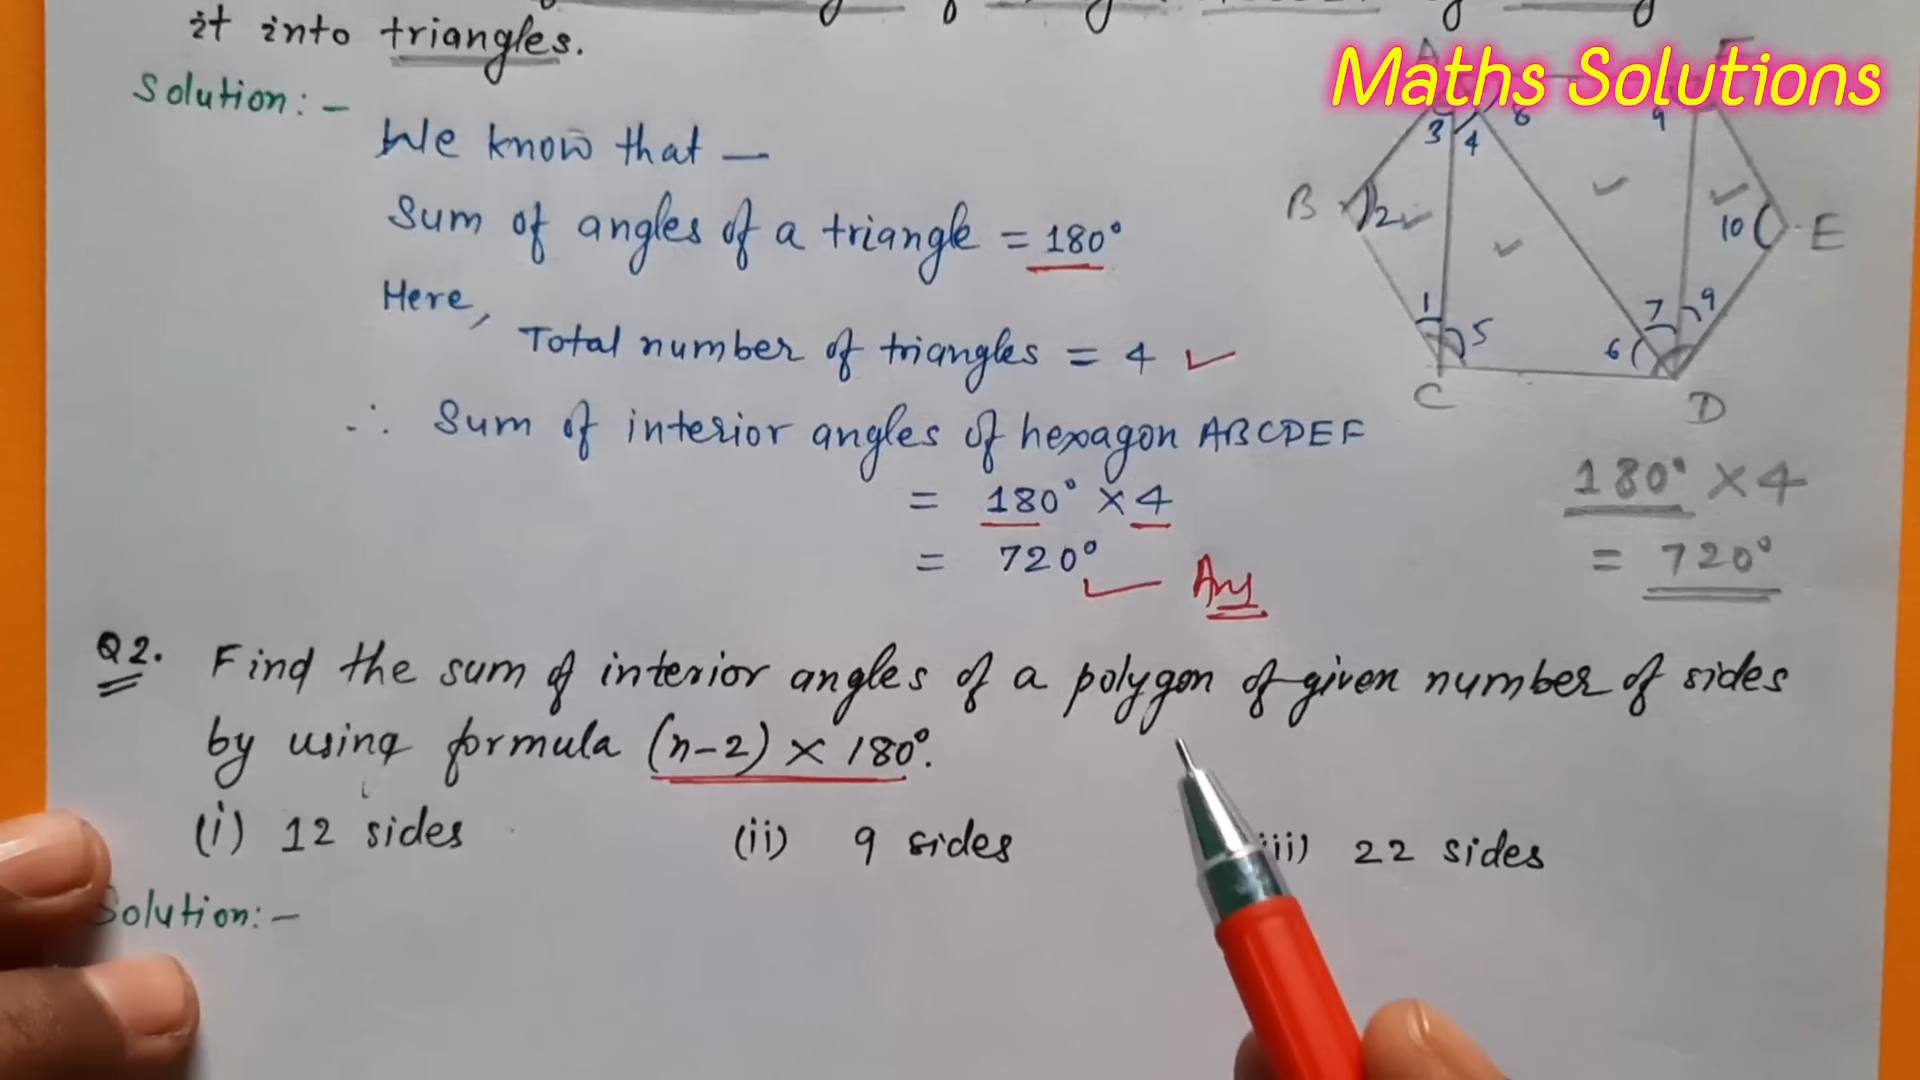 it into triangles.
Maths Solutions
Solution:-
We know that —
Sum of angles of a triangle = 180°
Here,
Total number of triangles = 4 ✓
∴ Sum of interior angles of hexagon ABCDEF
= 180° × 4
= 720°
Ans
A
3 4 8 9
B 2
10 E
1 5 6 7 9
C D
180° × 4
= 720°
Q2. Find the sum of interior angles of a polygon of given number of sides
by using formula (n-2) × 180°.
(i) 12 sides (ii) 9 sides iii) 22 sides
Solution:-